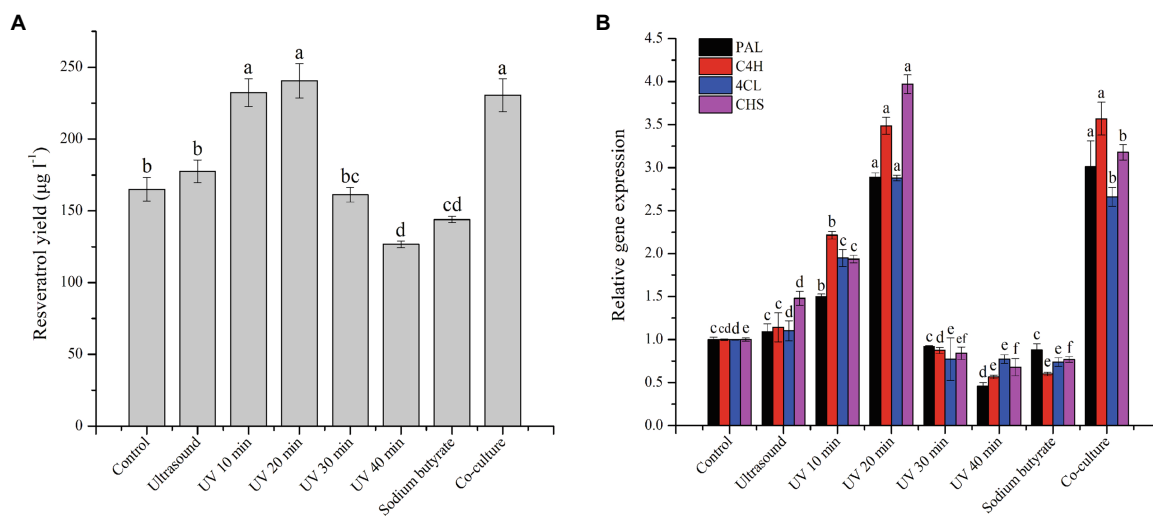 A
Resveratrol yield (μg l⁻¹)
250
200
150
100
50
0
b
b
a
a
bc
d
cd
a
Control
Ultrasound
UV 10 min
UV 20 min
UV 30 min
UV 40 min
Sodium butyrate
Co-culture
B
Relative gene expression
4.5
4.0
3.5
3.0
2.5
2.0
1.5
1.0
0.5
0.0
PAL
C4H
4CL
CHS
c cd d e
c c d d
b b c c
a a a a
c d e ef
d e e f
c e e f
a a b b
Control
Ultrasound
UV 10 min
UV 20 min
UV 30 min
UV 40 min
Sodium butyrate
Co-culture